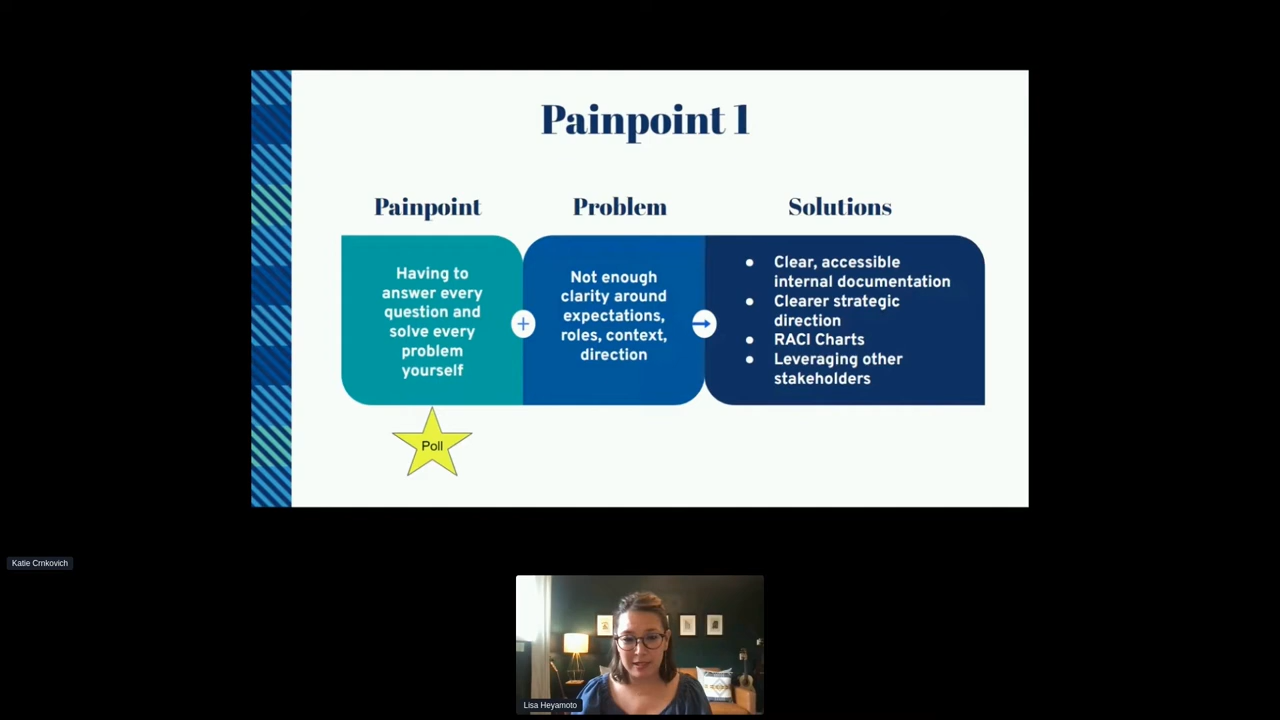 Painpoint 1
Painpoint
Problem
Solutions
Having to
answer every
question and
solve every
problem
yourself
Not enough
clarity around
expectations,
roles, context,
direction
● Clear, accessible
internal documentation
● Clearer strategic
direction
● RACI Charts
● Leveraging other
stakeholders
Poll
Katie Crnkovich
Lisa Heyamoto